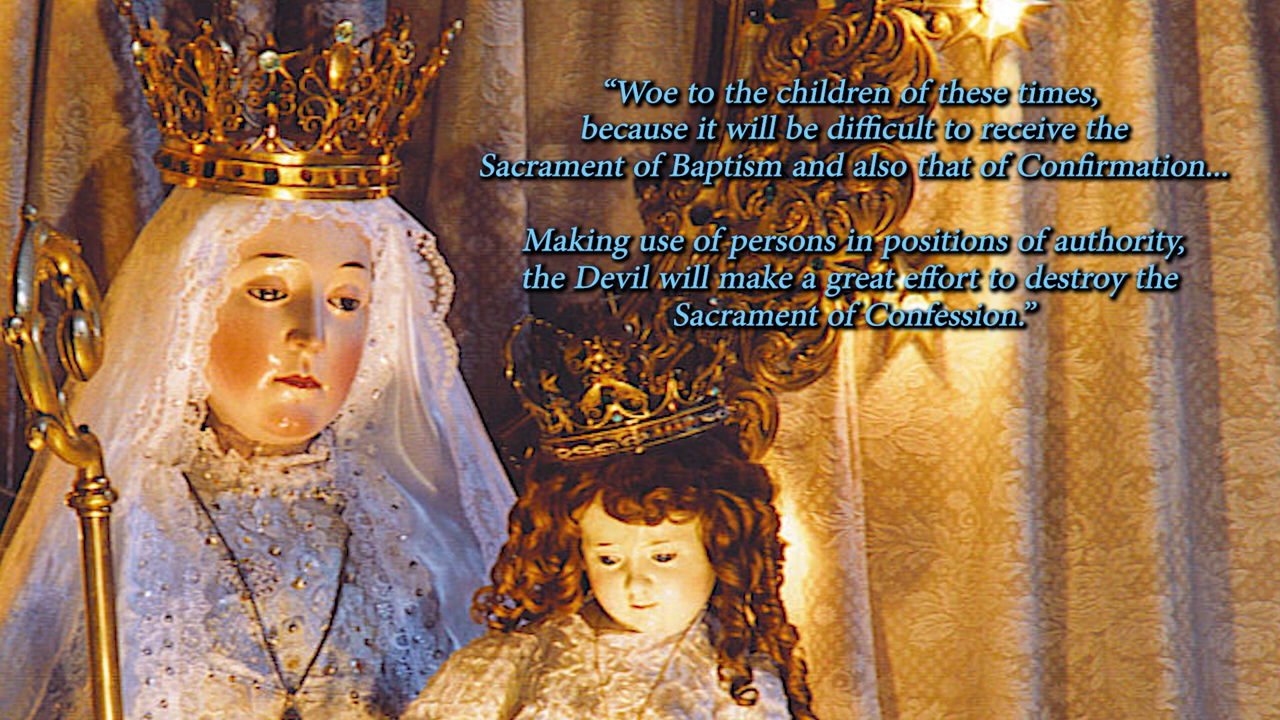 “Woe to the children of these times,
because it will be difficult to receive the
Sacrament of Baptism and also that of Confirmation...
Making use of persons in positions of authority,
the Devil will make a great effort to destroy the
Sacrament of Confession.”